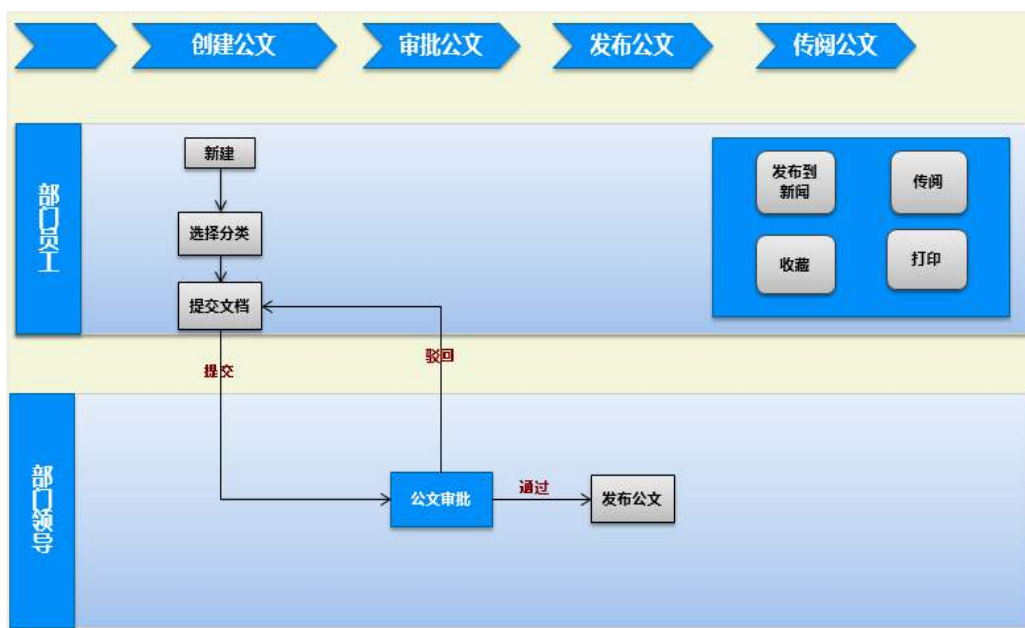 创建公文
审批公文
发布公文
传阅公文
部门员工
新建
选择分类
提交文档
发布到
新闻
传阅
收藏
打印
提交
驳回
部门领导
公文审批
通过
发布公文